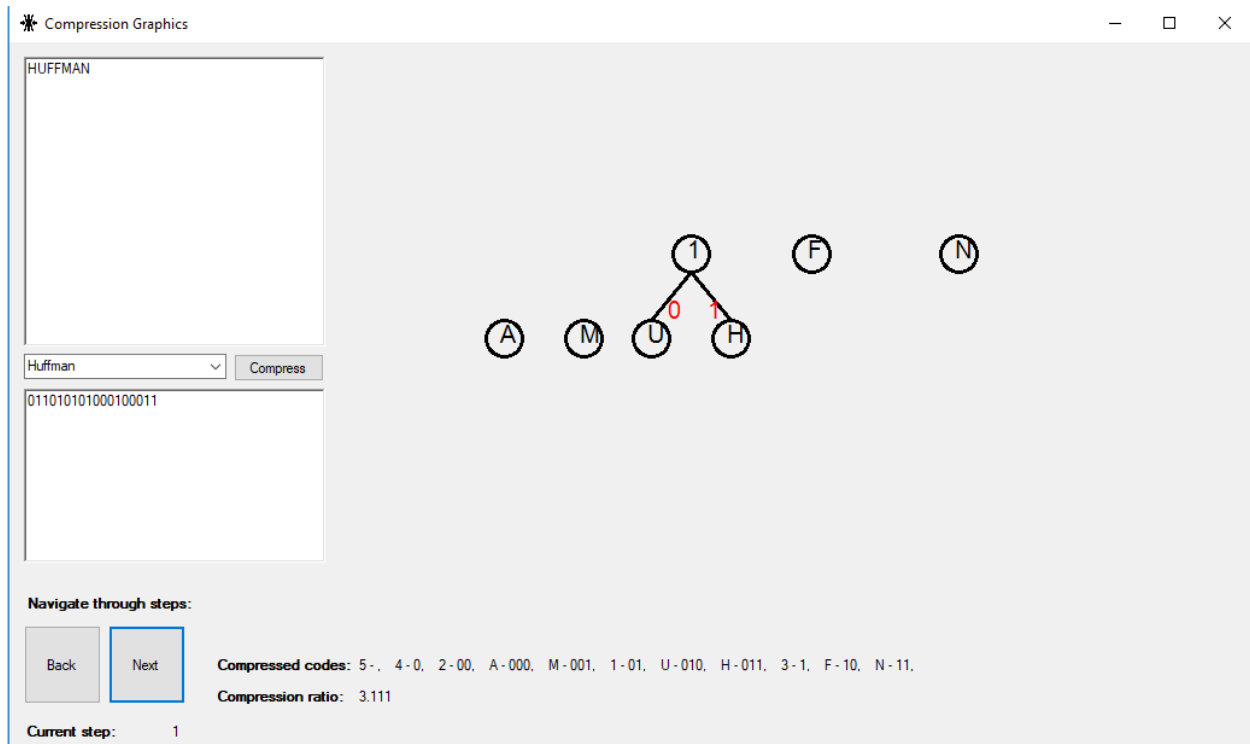 Compression Graphics
HUFFMAN
1 F N
0 1
A M U H
Huffman Compress
011010101000100011
Navigate through steps:
Back Next
Compressed codes: 5 - , 4 - 0, 2 - 00, A - 000, M - 001, 1 - 01, U - 010, H - 011, 3 - 1, F - 10, N - 11,
Compression ratio: 3.111
Current step: 1